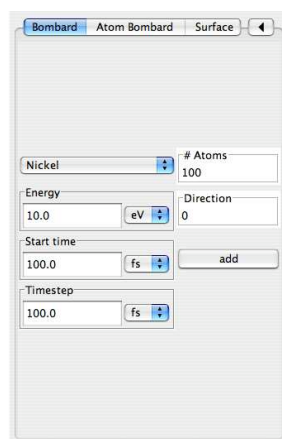 Bombard Atom Bombard Surface
Nickel
# Atoms
100
Energy
10.0 eV
Direction
0
Start time
100.0 fs
add
Timestep
100.0 fs